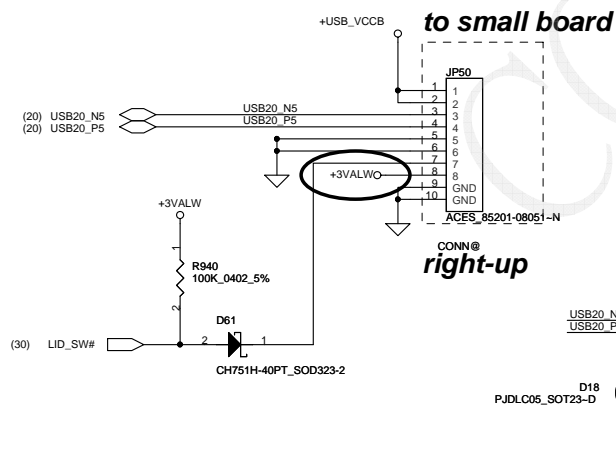 +USB_VCCB
to small board
JP50
(20) USB20_N5
USB20_N5
(20) USB20_P5
USB20_P5
1 1
2 2
3 3
4 4
5 5
6 6
7 7
+3VALW
8 8
9 GND
10 GND
ACES_85201-08051~N
CONN@
right-up
+3VALW
1
R940
100K_0402_5%
2
D61
(30) LID_SW#
2 1
CH751H-40PT_SOD323-2
USB20_N
USB20_P
D18
PJDLC05_SOT23~D